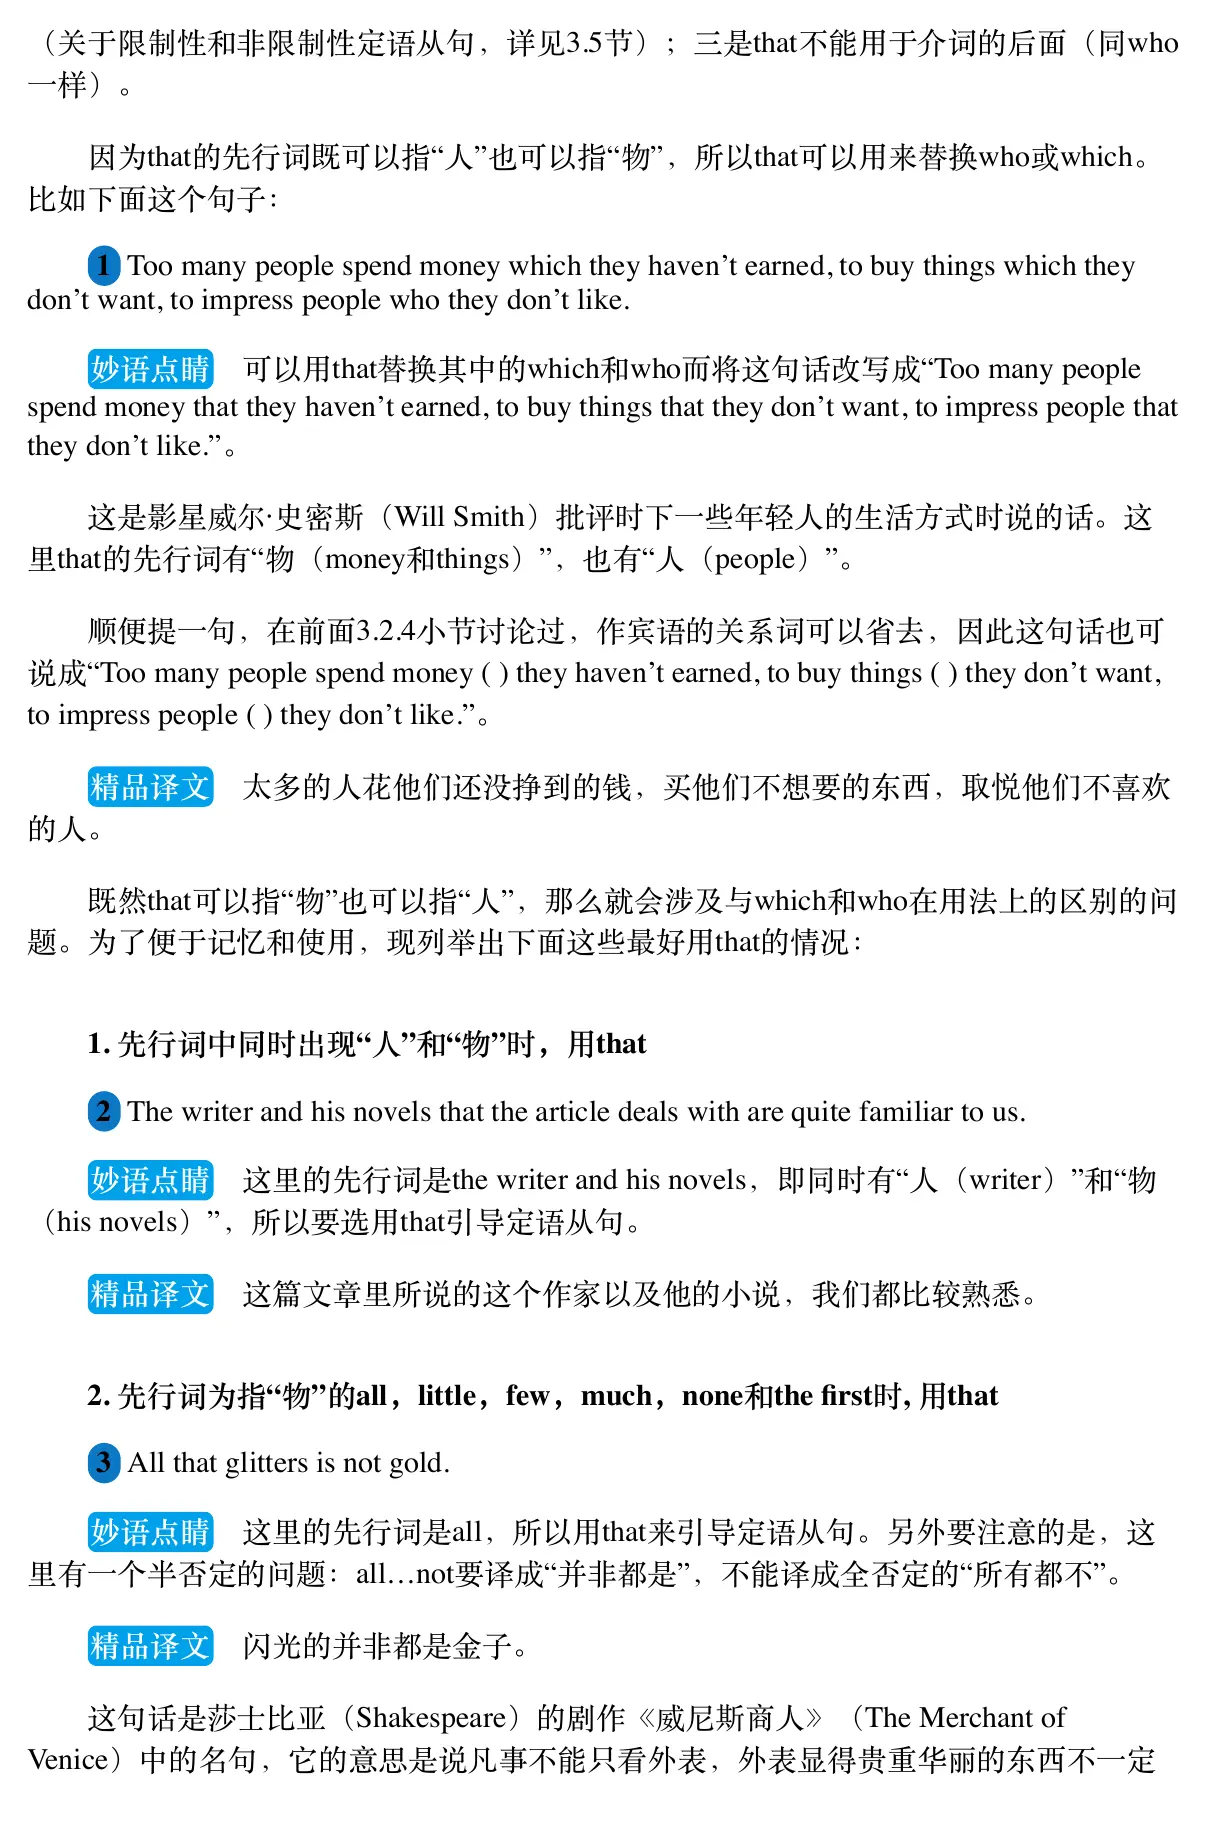 （关于限制性和非限制性定语从句，详见3.5节）；三是that不能用于介词的后面（同who
一样）。
因为that的先行词既可以指“人”也可以指“物”，所以that可以用来替换who或which。
比如下面这个句子：
1 Too many people spend money which they haven’t earned, to buy things which they
don’t want, to impress people who they don’t like.
妙语点睛 可以用that替换其中的which和who而将这句话改写成“Too many people
spend money that they haven’t earned, to buy things that they don’t want, to impress people that
they don’t like.”。
这是影星威尔·史密斯（Will Smith）批评时下一些年轻人的生活方式时说的话。这
里that的先行词有“物（money和things）”，也有“人（people）”。
顺便提一句，在前面3.2.4小节讨论过，作宾语的关系词可以省去，因此这句话也可
说成“Too many people spend money ( ) they haven’t earned, to buy things ( ) they don’t want,
to impress people ( ) they don’t like.”。
精品译文 太多的人花他们还没挣到的钱，买他们不想要的东西，取悦他们不喜欢
的人。
既然that可以指“物”也可以指“人”，那么就会涉及与which和who在用法上的区别的问
题。为了便于记忆和使用，现列举出下面这些最好用that的情况：
1. 先行词中同时出现“人”和“物”时，用that
2 The writer and his novels that the article deals with are quite familiar to us.
妙语点睛 这里的先行词是the writer and his novels，即同时有“人（writer）”和“物
（his novels）”，所以要选用that引导定语从句。
精品译文 这篇文章里所说的这个作家以及他的小说，我们都比较熟悉。
2. 先行词为指“物”的all，little，few，much，none和the first时, 用that
3 All that glitters is not gold.
妙语点睛 这里的先行词是all，所以用that来引导定语从句。另外要注意的是，这
里有一个半否定的问题：all…not要译成“并非都是”，不能译成全否定的“所有都不”。
精品译文 闪光的并非都是金子。
这句话是莎士比亚（Shakespeare）的剧作《威尼斯商人》（The Merchant of
Venice）中的名句，它的意思是说凡事不能只看外表，外表显得贵重华丽的东西不一定